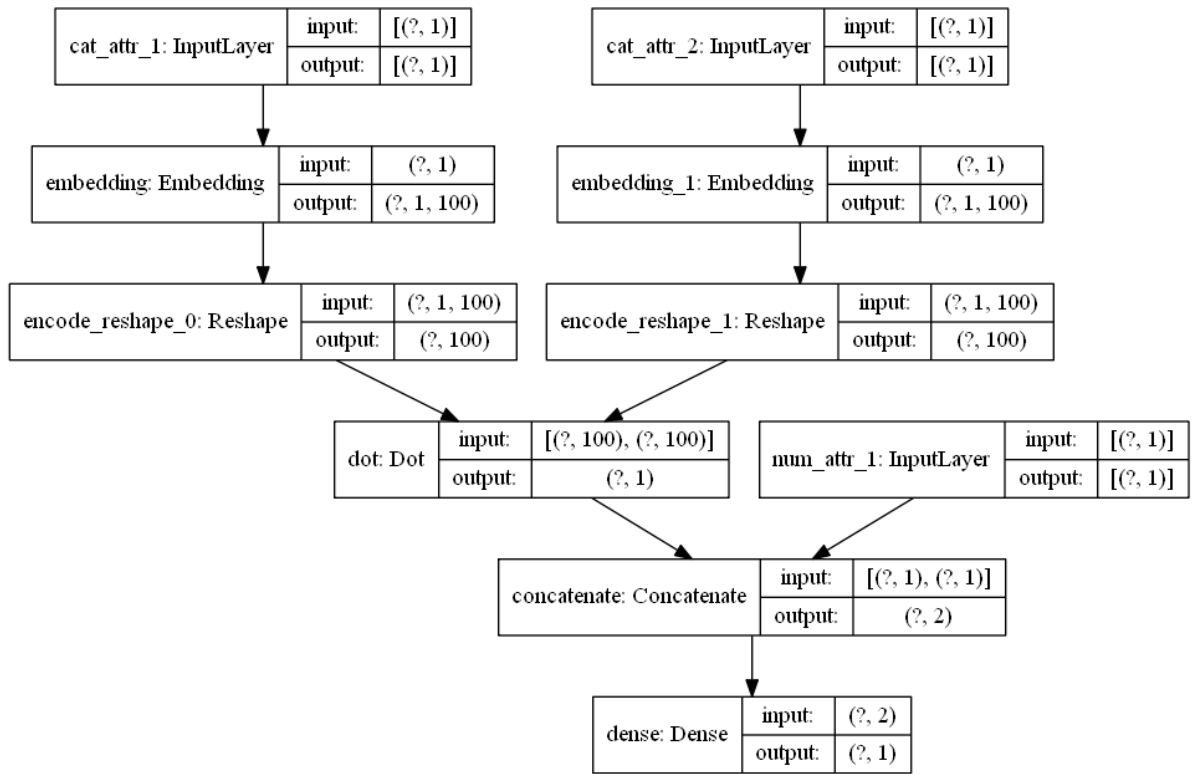 cat_attr_1: InputLayer
input: [(?, 1)]
output: [(?, 1)]
cat_attr_2: InputLayer
input: [(?, 1)]
output: [(?, 1)]
embedding: Embedding
input: (?, 1)
output: (?, 1, 100)
embedding_1: Embedding
input: (?, 1)
output: (?, 1, 100)
encode_reshape_0: Reshape
input: (?, 1, 100)
output: (?, 100)
encode_reshape_1: Reshape
input: (?, 1, 100)
output: (?, 100)
dot: Dot
input: [(?, 100), (?, 100)]
output: (?, 1)
num_attr_1: InputLayer
input: [(?, 1)]
output: [(?, 1)]
concatenate: Concatenate
input: [(?, 1), (?, 1)]
output: (?, 2)
dense: Dense
input: (?, 2)
output: (?, 1)